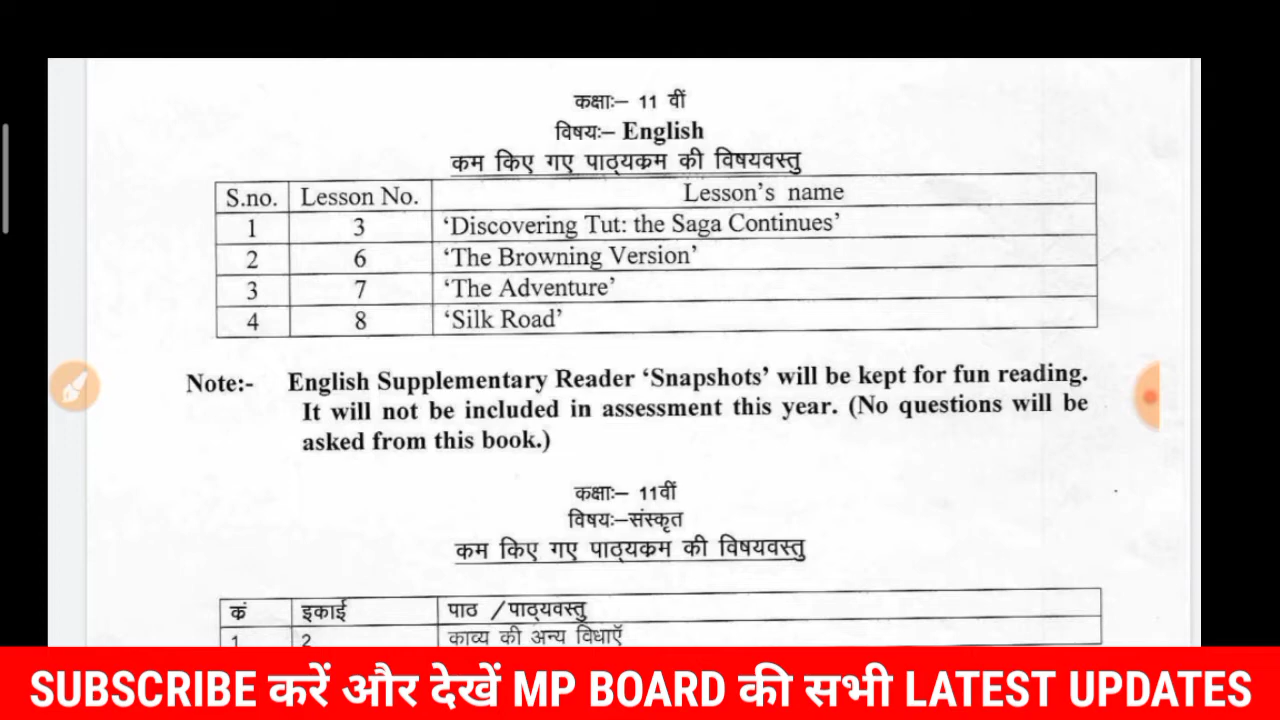 कक्षाः– 11 वीं
विषयः– English
कम किए गए पाठ्यक्रम की विषयवस्तु
S.no. Lesson No. Lesson's name
1 3 ‘Discovering Tut: the Saga Continues’
2 6 ‘The Browning Version’
3 7 ‘The Adventure’
4 8 ‘Silk Road’
Note:- English Supplementary Reader ‘Snapshots’ will be kept for fun reading.
It will not be included in assessment this year. (No questions will be
asked from this book.)
कक्षाः– 11वीं
विषयः–संस्कृत
कम किए गए पाठ्यक्रम की विषयवस्तु
कं इकाई पाठ /पाठ्यवस्तु
1 2 काव्य की अन्य विधाएँ
SUBSCRIBE करें और देखें MP BOARD की सभी LATEST UPDATES